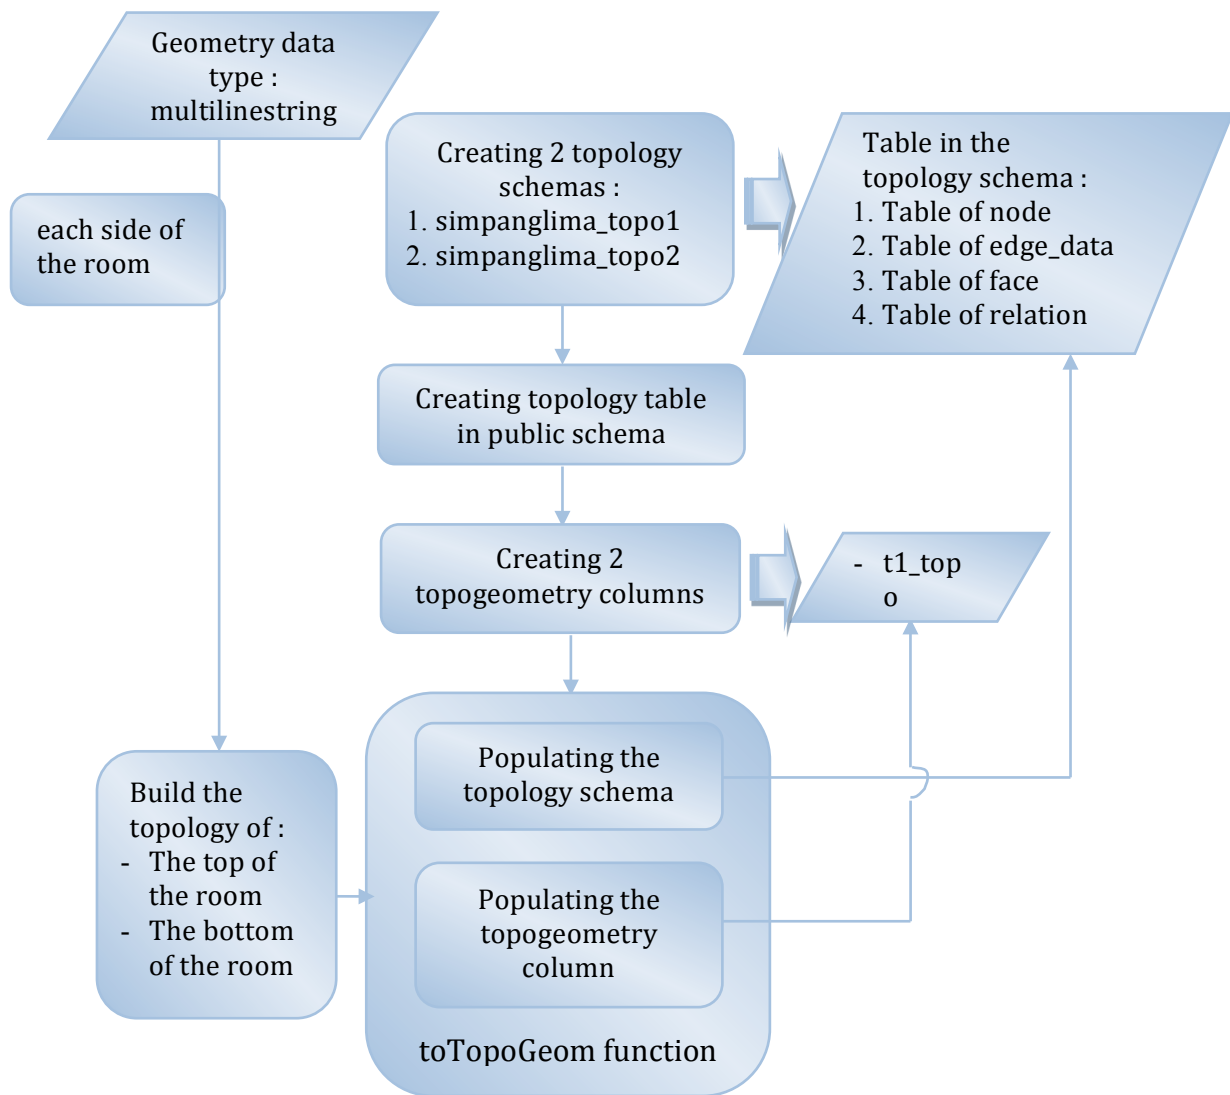 Geometry data
type :
multilinestring
each side of
the room
Creating 2 topology
schemas :
1. simpanglima_topo1
2. simpanglima_topo2
Table in the
topology schema :
1. Table of node
2. Table of edge_data
3. Table of face
4. Table of relation
Creating topology table
in public schema
Creating 2
topogeometry columns
- t1_top
o
Build the
topology of :
- The top of
the room
- The bottom
of the room
Populating the
topology schema
Populating the
topogeometry
column
toTopoGeom function